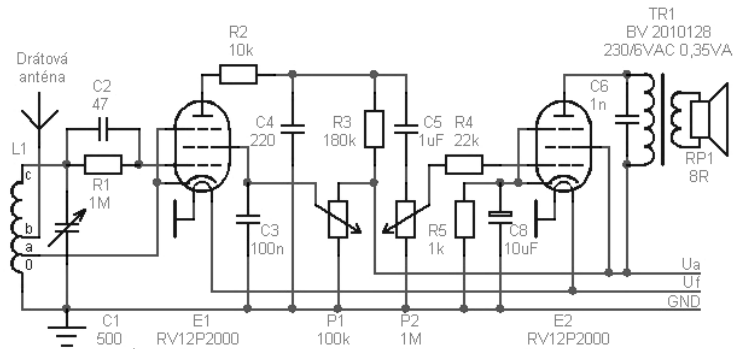 TR1
BV 2010128
230/6VAC 0,35VA
R2
10k
Drátová
anténa
C2
47
C6
1n
C4
220
R3
180k
C5
1uF
R4
22k
L1
c
R1
1M
RP1
8R
b
a
0
C3
100n
R5
1k
C8
10uF
Ua
Uf
GND
C1
500
E1
RV12P2000
P1
100k
P2
1M
E2
RV12P2000